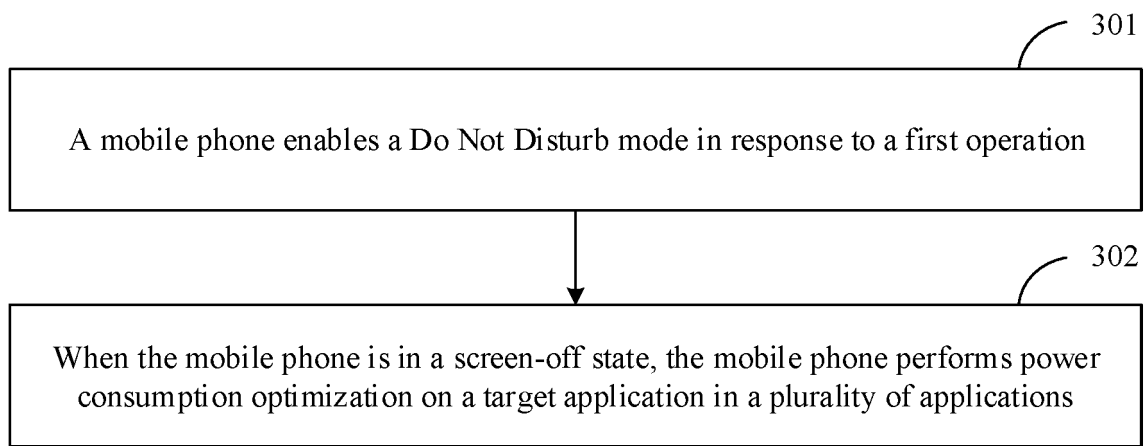 301
A mobile phone enables a Do Not Disturb mode in response to a first operation
302
When the mobile phone is in a screen-off state, the mobile phone performs power
consumption optimization on a target application in a plurality of applications